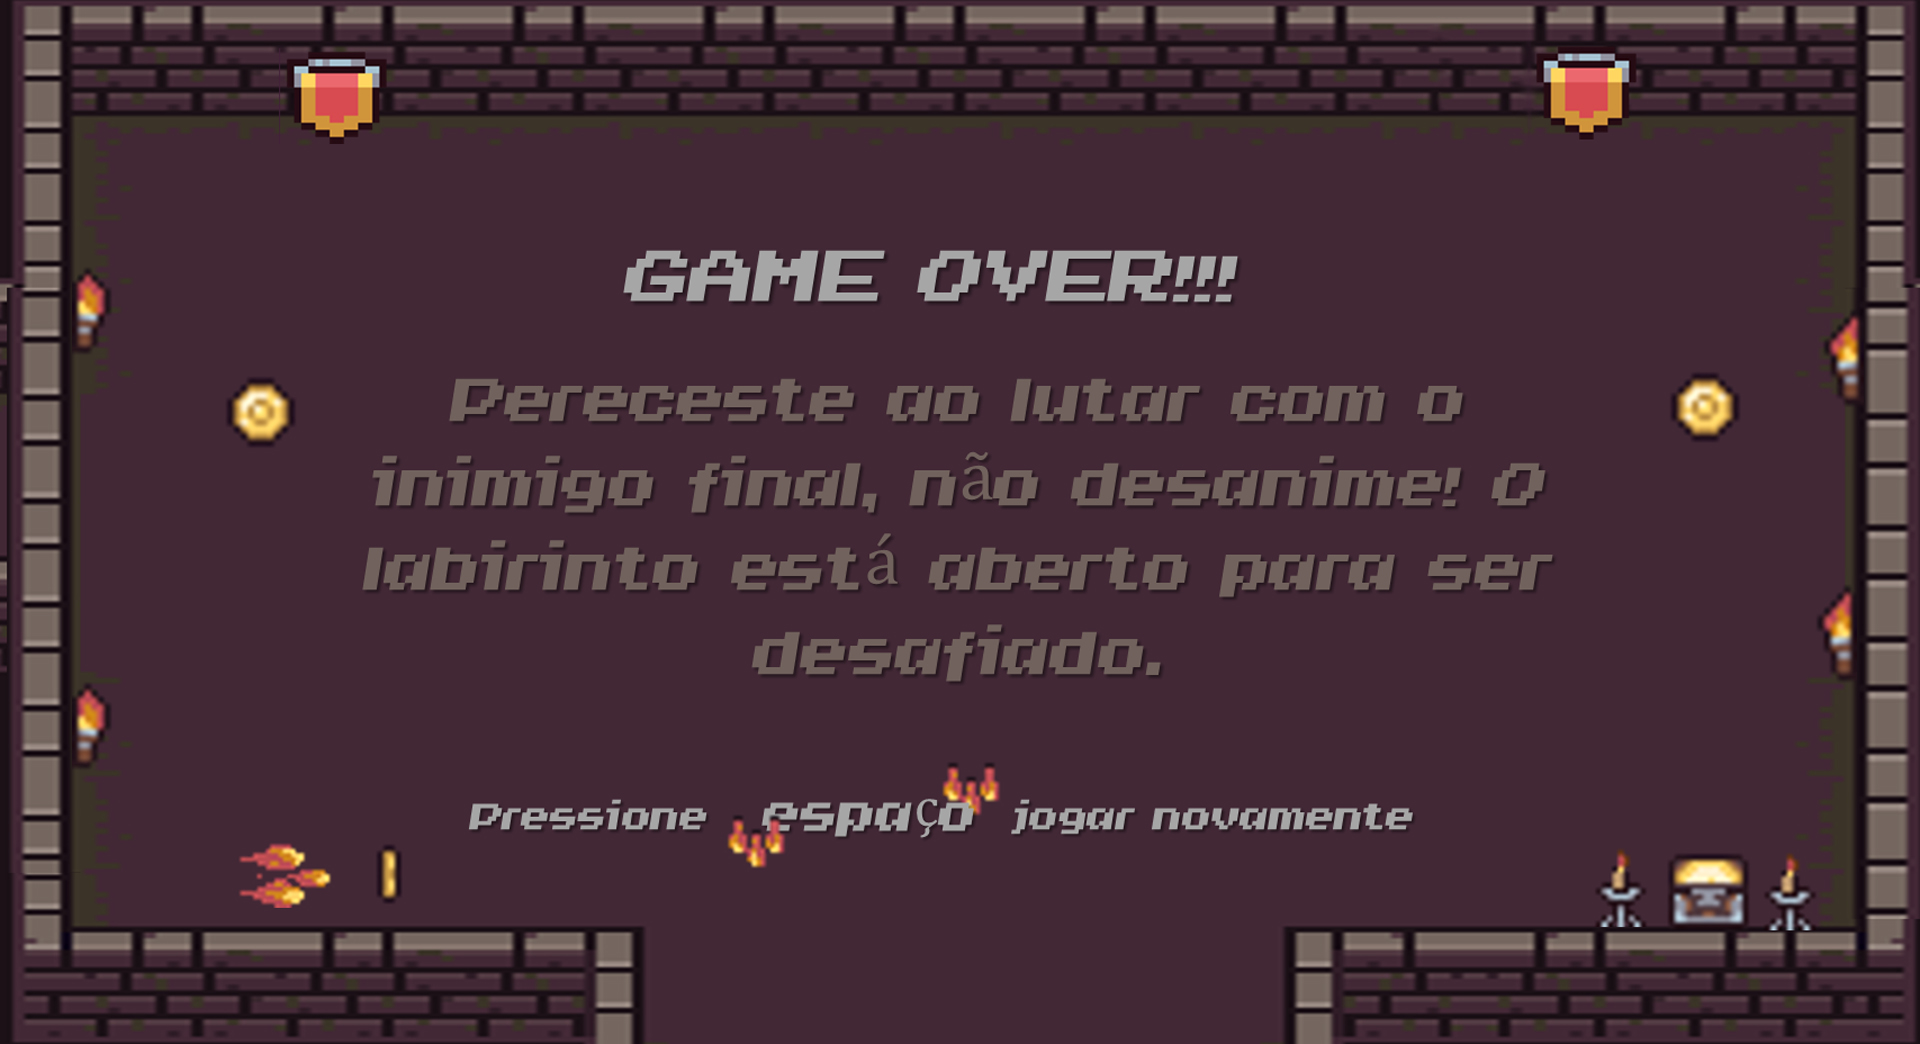 GAME OVER!!!
Pereceste ao lutar com o
inimigo final, não desanime! O
labirinto está aberto para ser
desafiado.
Pressione espaço jogar novamente